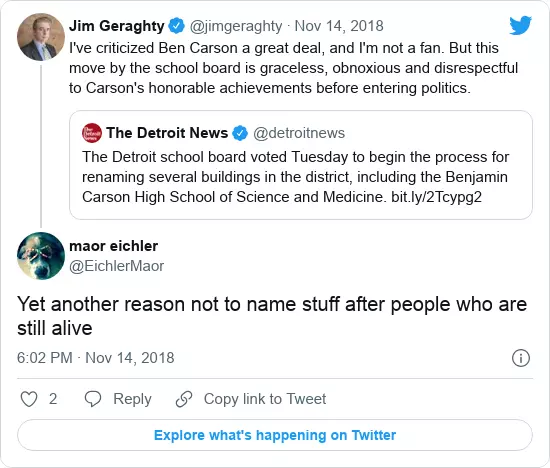 Jim Geraghty @jimgeraghty · Nov 14, 2018
I've criticized Ben Carson a great deal, and I'm not a fan. But this
move by the school board is graceless, obnoxious and disrespectful
to Carson's honorable achievements before entering politics.
The Detroit News @detroitnews
The Detroit school board voted Tuesday to begin the process for
renaming several buildings in the district, including the Benjamin
Carson High School of Science and Medicine. bit.ly/2Tcypg2
maor eichler
@EichlerMaor
Yet another reason not to name stuff after people who are
still alive
6:02 PM · Nov 14, 2018
2 Reply Copy link to Tweet
Explore what's happening on Twitter